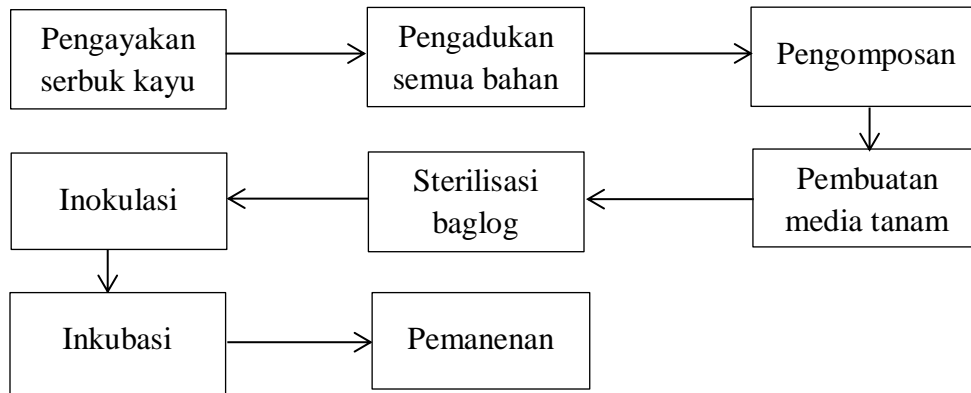 Pengayakan
serbuk kayu
Pengadukan
semua bahan
Pengomposan
Pembuatan
media tanam
Sterilisasi
baglog
Inokulasi
Inkubasi
Pemanenan